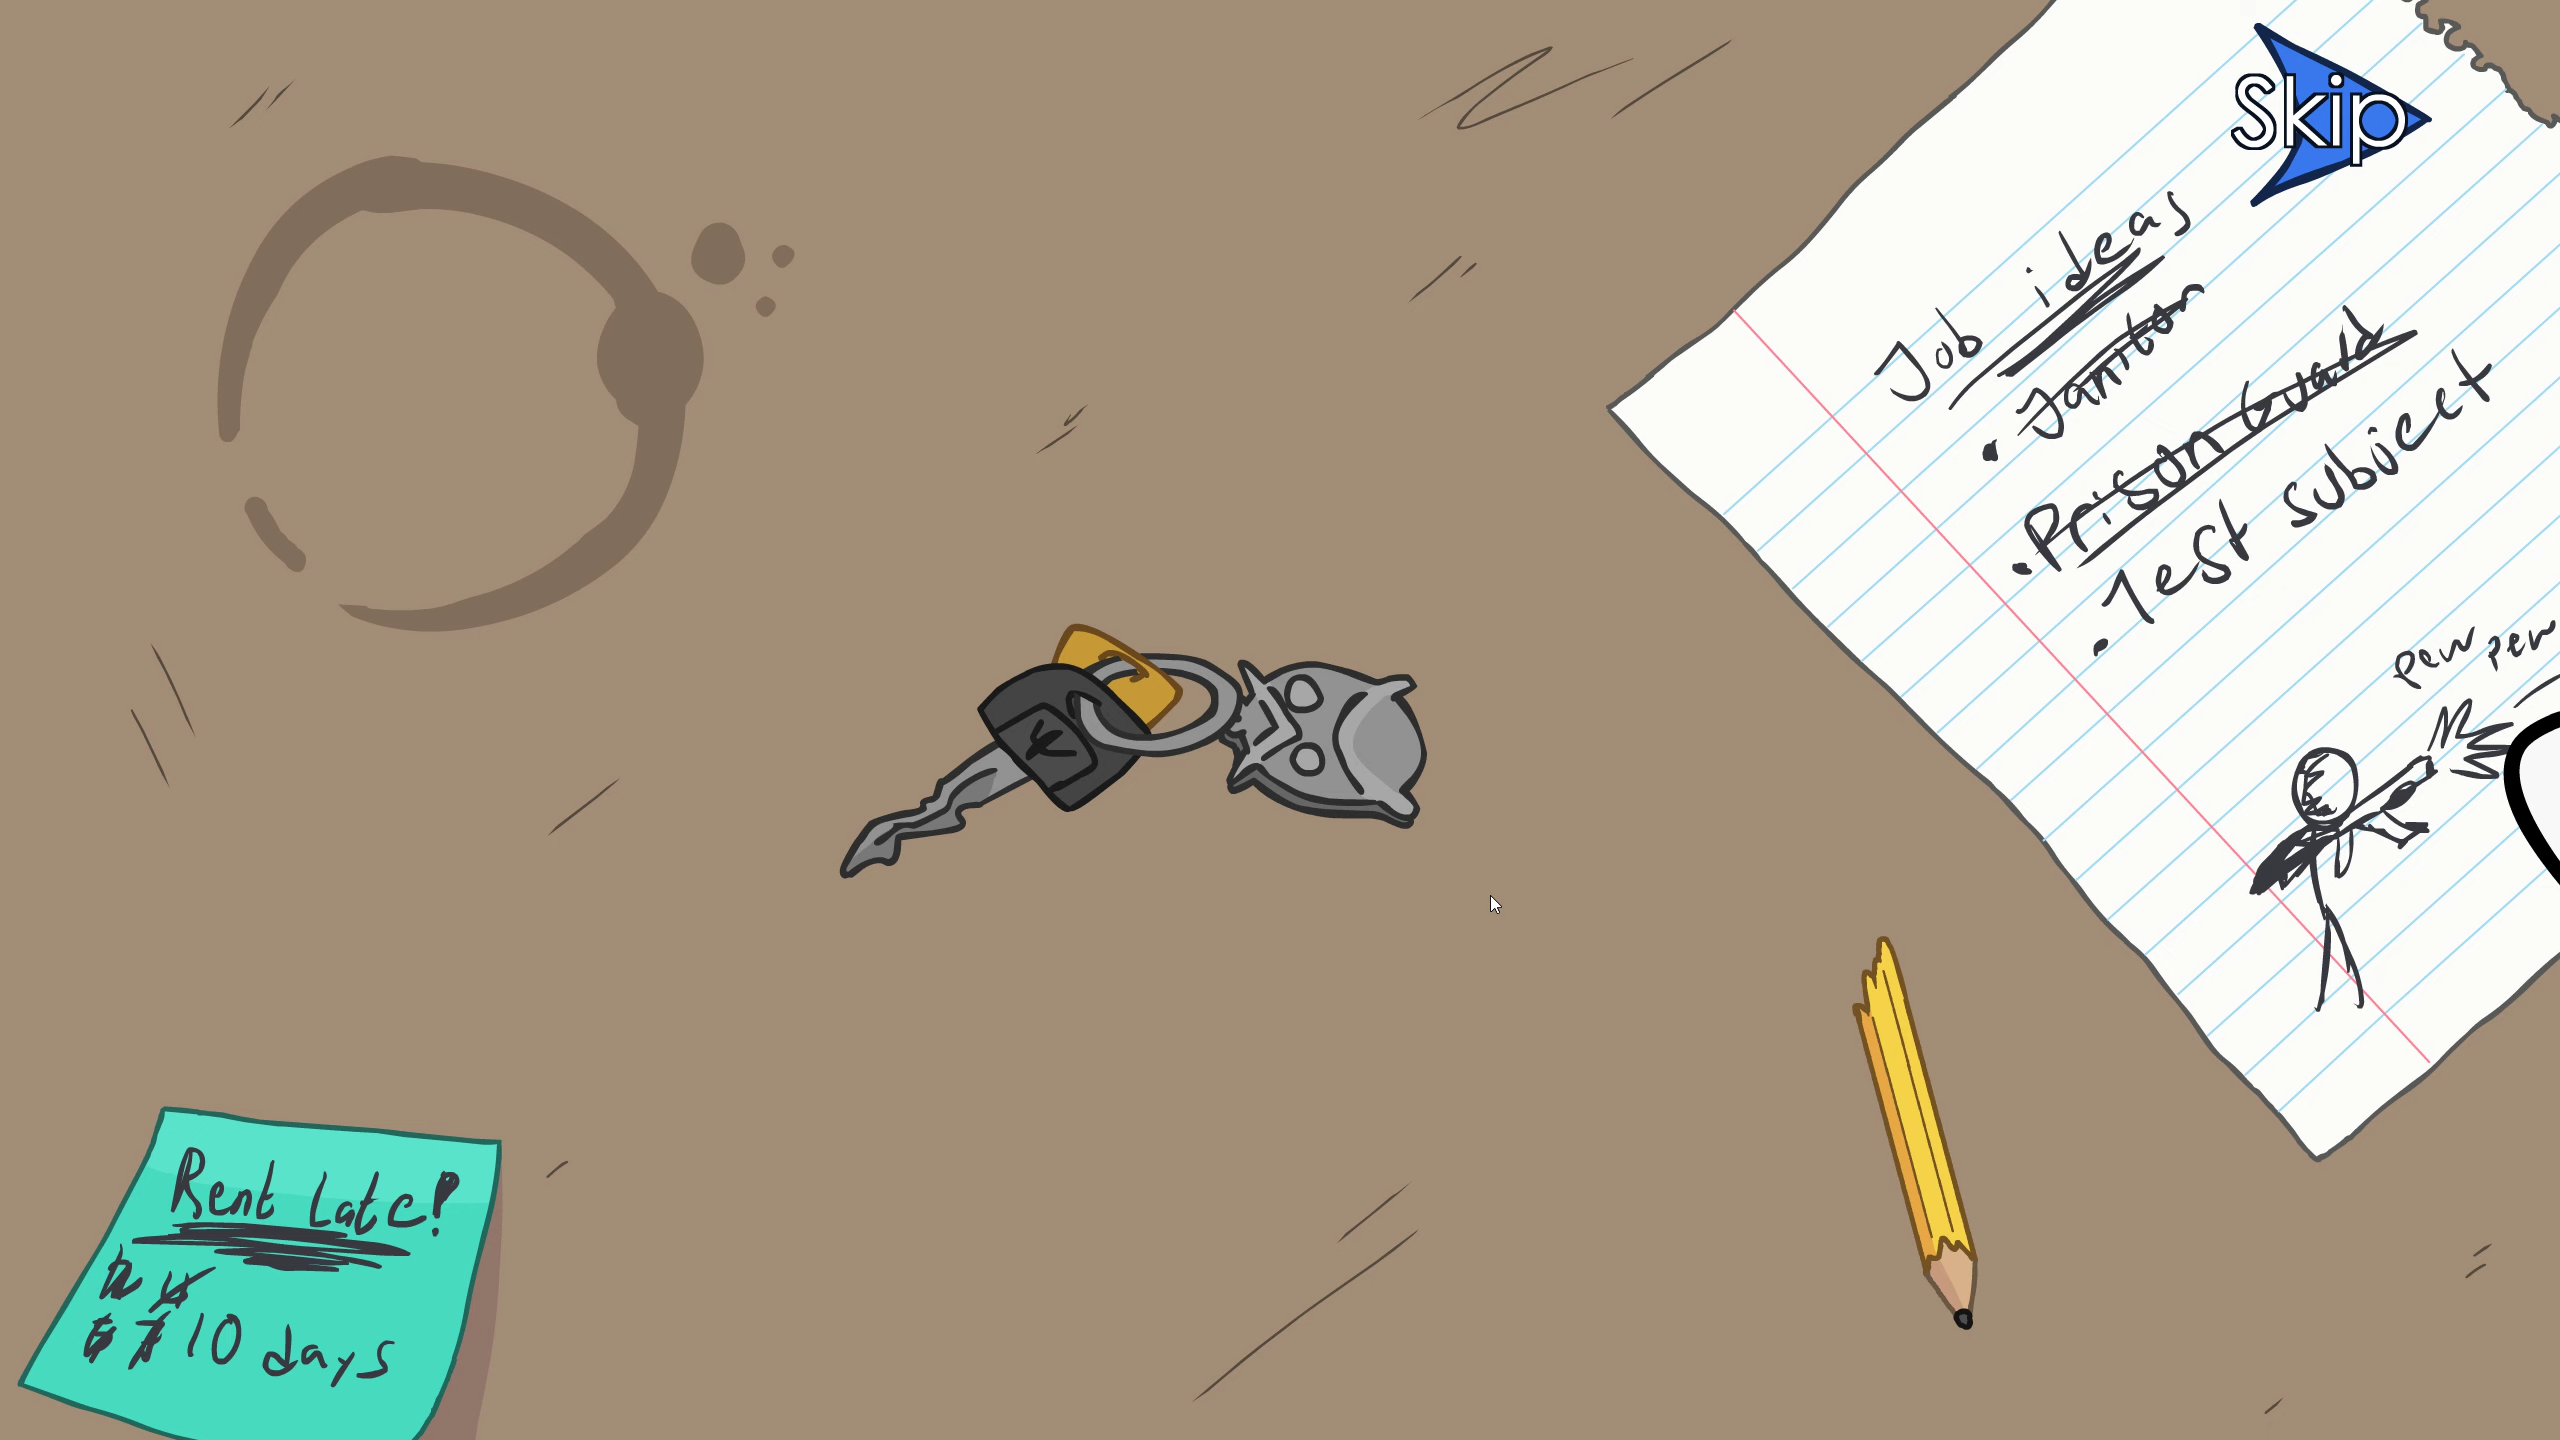 Skip
Job ideas
• Janitor
• Prison Guard
• Test subject
pew pew
Rent Late!
10 days